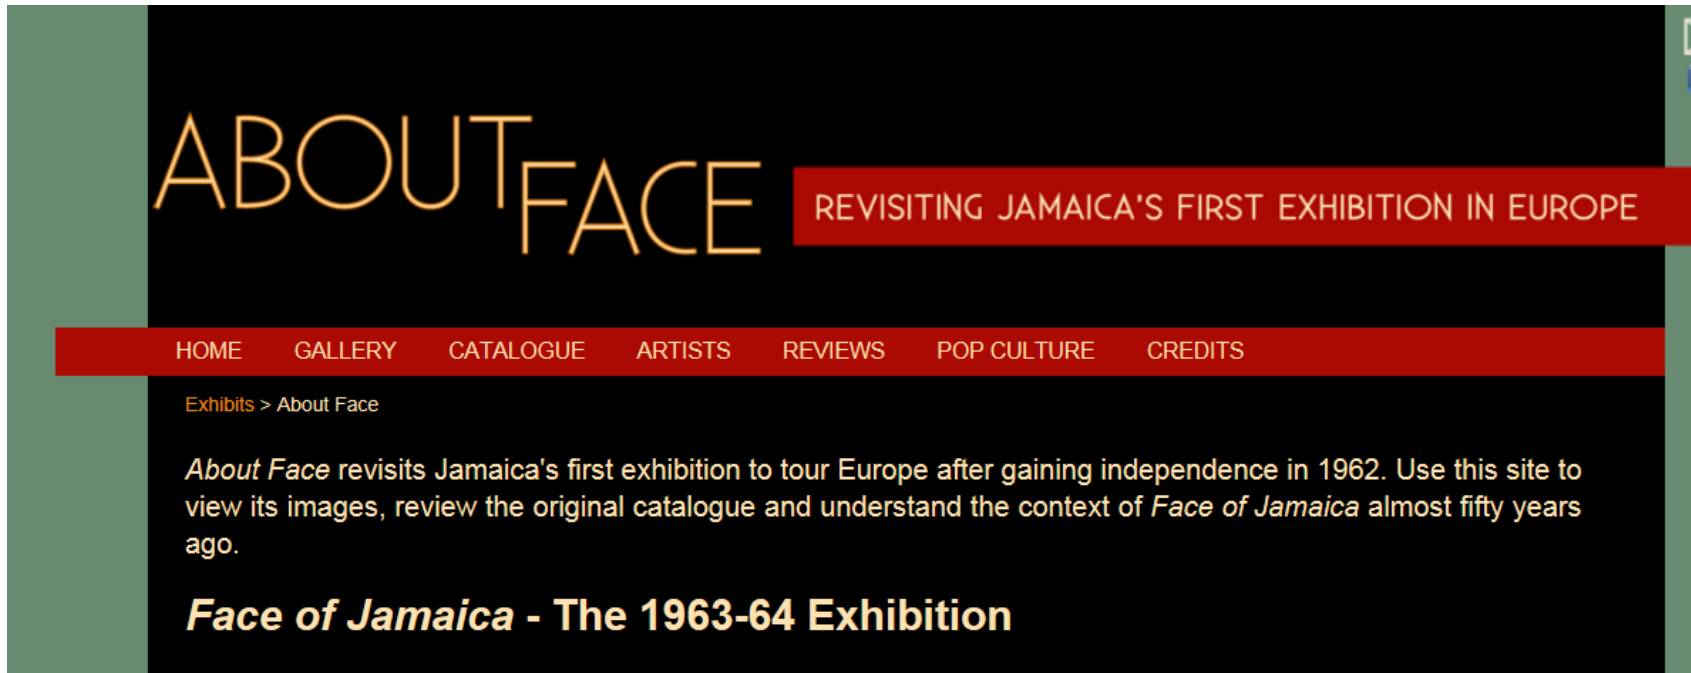 ABOUT FACE
REVISITING JAMAICA'S FIRST EXHIBITION IN EUROPE
HOME GALLERY CATALOGUE ARTISTS REVIEWS POP CULTURE CREDITS
Exhibits > About Face
About Face revisits Jamaica's first exhibition to tour Europe after gaining independence in 1962. Use this site to
view its images, review the original catalogue and understand the context of Face of Jamaica almost fifty years
ago.
Face of Jamaica - The 1963-64 Exhibition